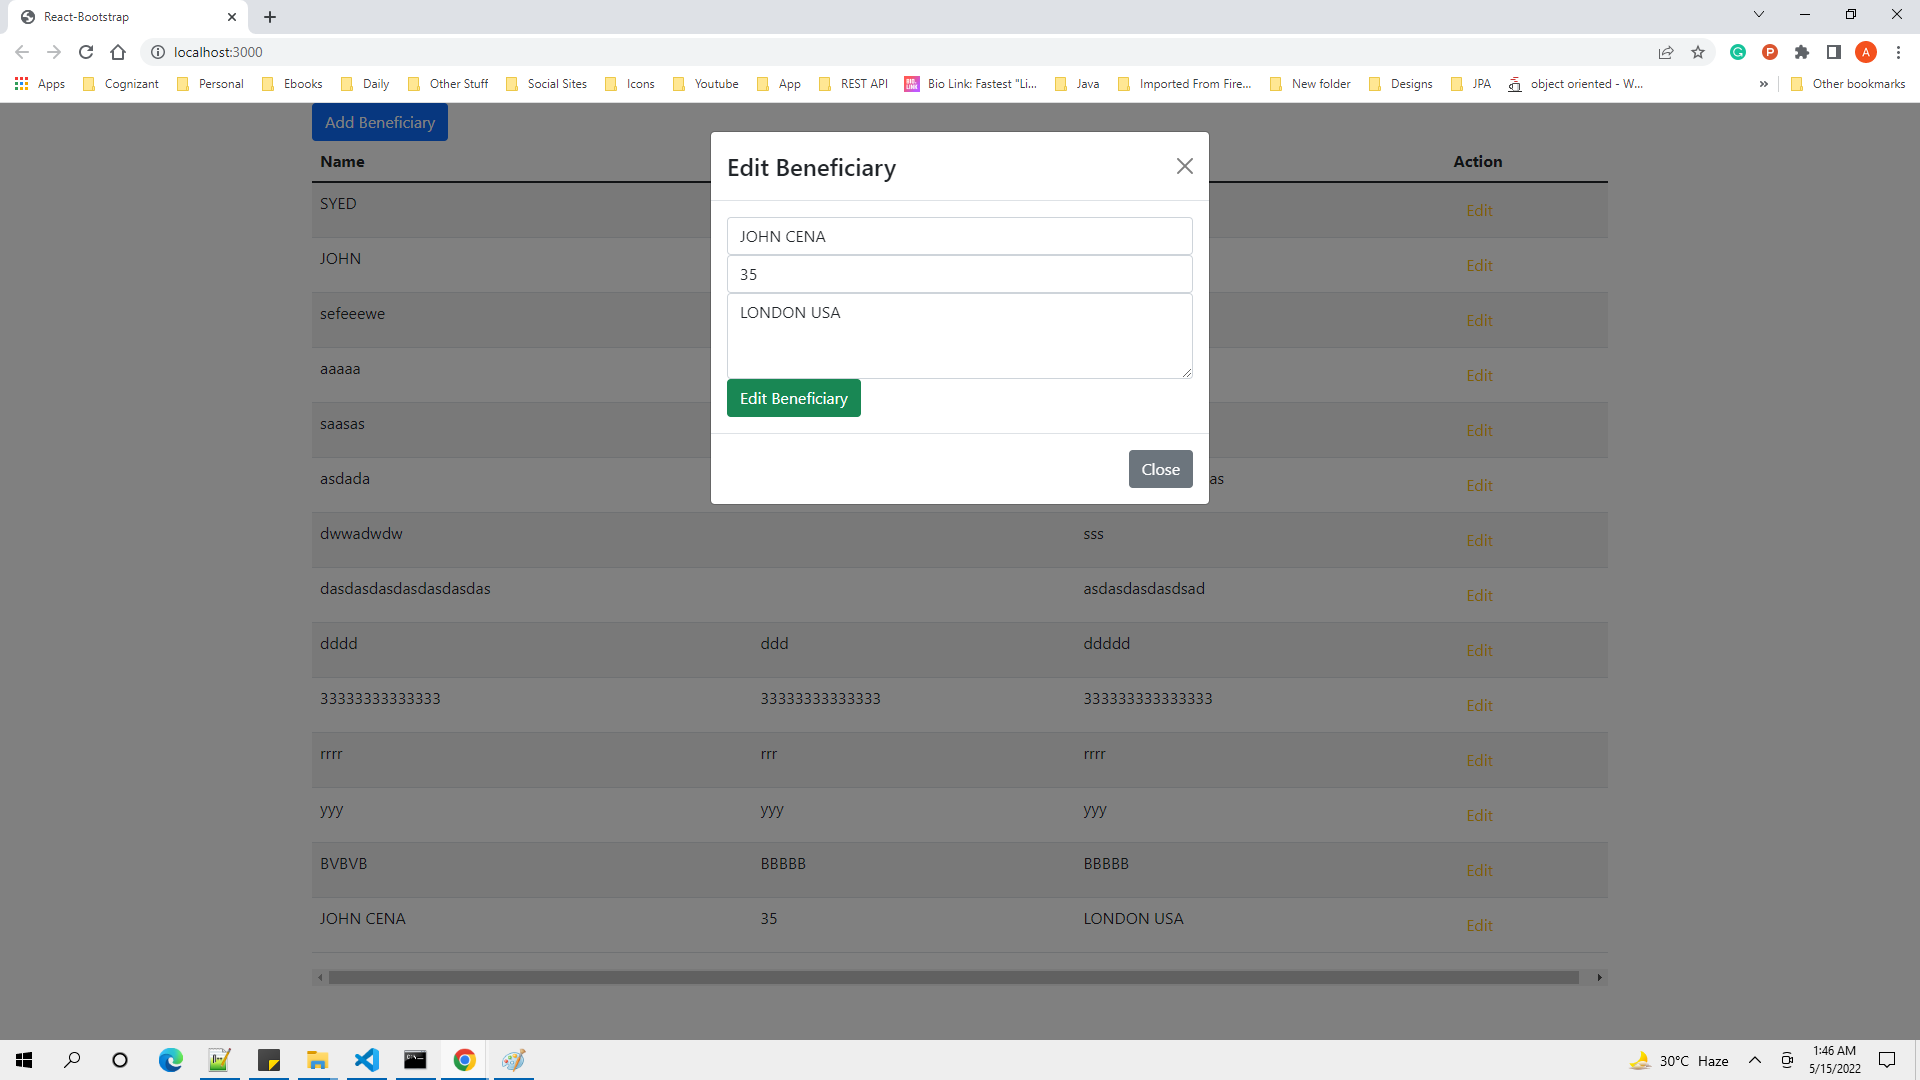 React-Bootstrap
localhost:3000
Apps Cognizant Personal Ebooks Daily Other Stuff Social Sites Icons Youtube App REST API Bio Link: Fastest "Li... Java Imported From Fire... New folder Designs JPA object oriented - W... » Other bookmarks
Add Beneficiary
Name Action
Edit Beneficiary
JOHN CENA
35
LONDON USA
Edit Beneficiary
Close
SYED Edit
JOHN Edit
sefeeewe Edit
aaaaa Edit
saasas Edit
asdada as Edit
dwwadwdw sss Edit
dasdasdasdasdasdasdas asdasdasdasdsad Edit
dddd ddd ddddd Edit
33333333333333 33333333333333 333333333333333 Edit
rrrr rrr rrrr Edit
yyy yyy yyy Edit
BVBVB BBBBB BBBBB Edit
JOHN CENA 35 LONDON USA Edit
30°C Haze
1:46 AM
5/15/2022